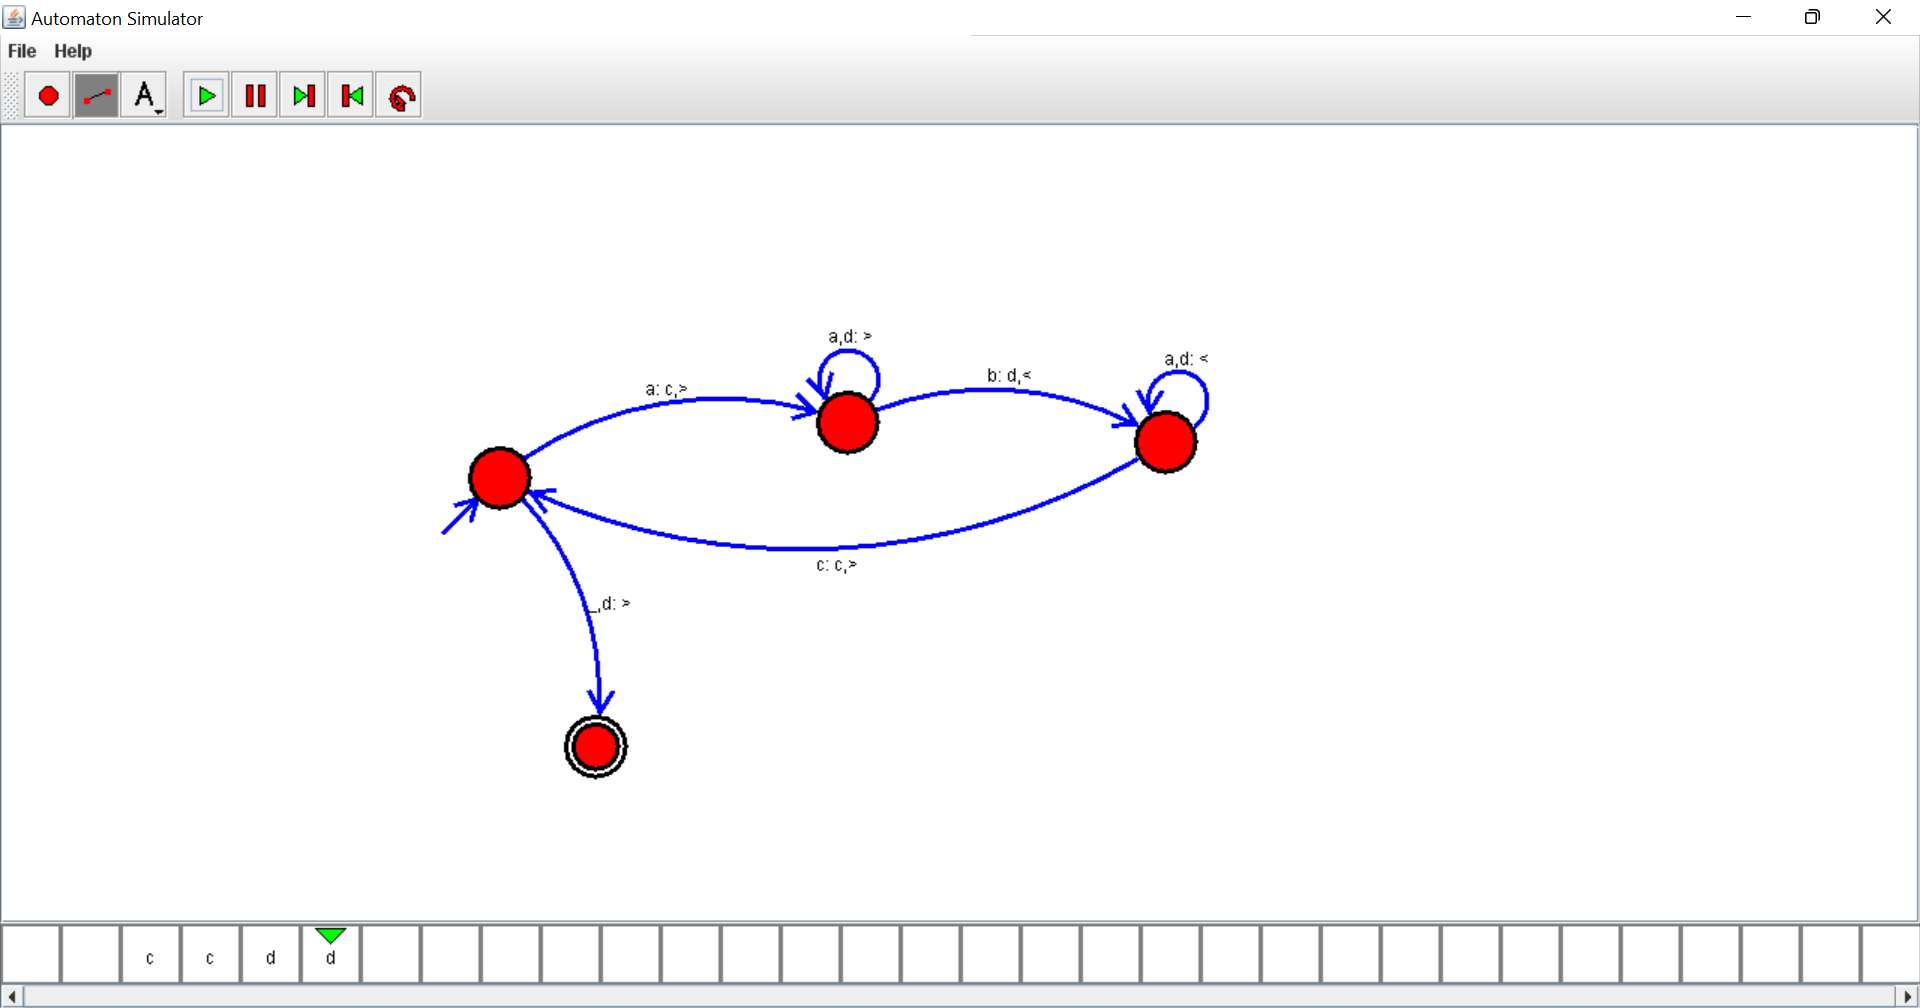 Automaton Simulator
File Help
A
a,d: >
a,d: <
b: d,<
a: c,>
c: c,>
_,d: >
c c d d